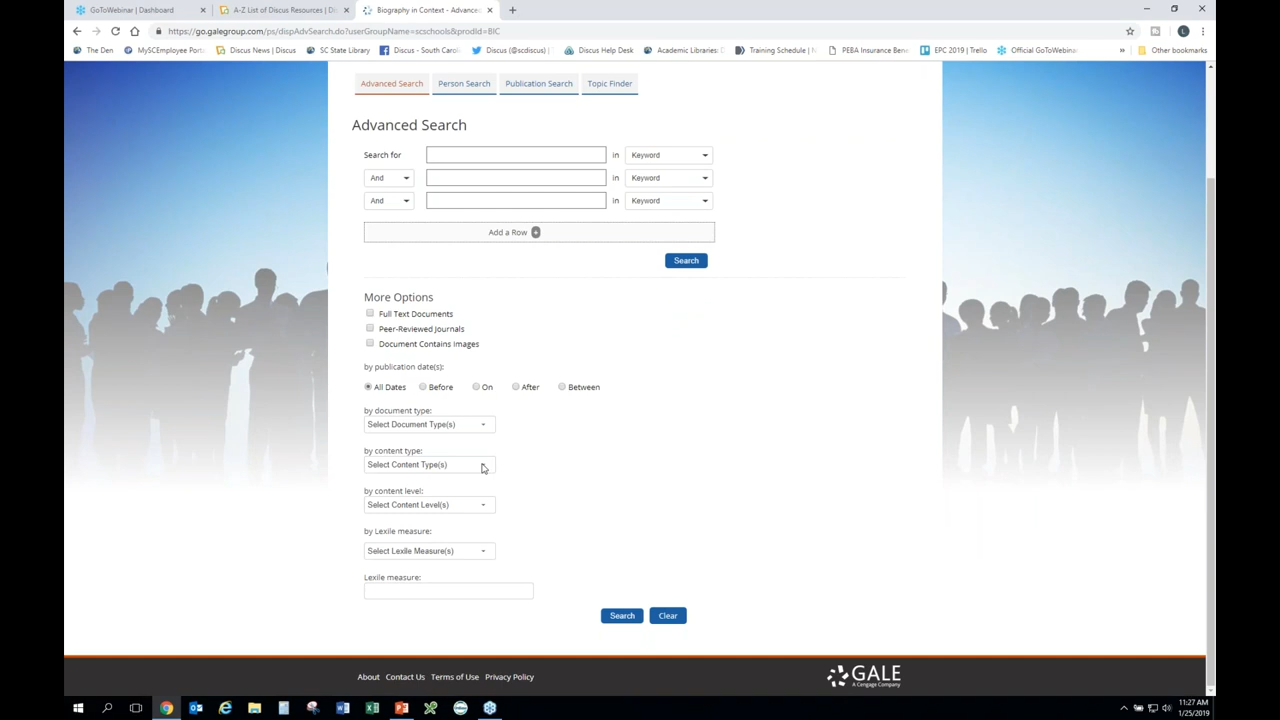 GoToWebinar | Dashboard
A-Z List of Discus Resources | D
Biography in Context - Advance
https://go.galegroup.com/ps/dispAdvSearch.do?userGroupName=scschools&prodId=BIC
The Den
MySCEmployee Porta
Discus News | Discus
SC State Library
Discus - South Caroli
Twitter (@scdiscus)
Discus Help Desk
Academic Libraries: D
Training Schedule | M
PEBA Insurance Bene
EPC 2019 | Trello
Official GoToWebina
»
Other bookmarks
Advanced Search
Person Search
Publication Search
Topic Finder
Advanced Search
Search for
in
Keyword
And
in
Keyword
And
in
Keyword
Add a Row +
Search
More Options
Full Text Documents
Peer-Reviewed Journals
Document Contains Images
by publication date(s):
All Dates
Before
On
After
Between
by document type:
Select Document Type(s)
by content type:
Select Content Type(s)
by content level:
Select Content Level(s)
by Lexile measure:
Select Lexile Measure(s)
Lexile measure:
Search
Clear
About
Contact Us
Terms of Use
Privacy Policy
GALE
A Cengage Company
11:27 AM
1/25/2019